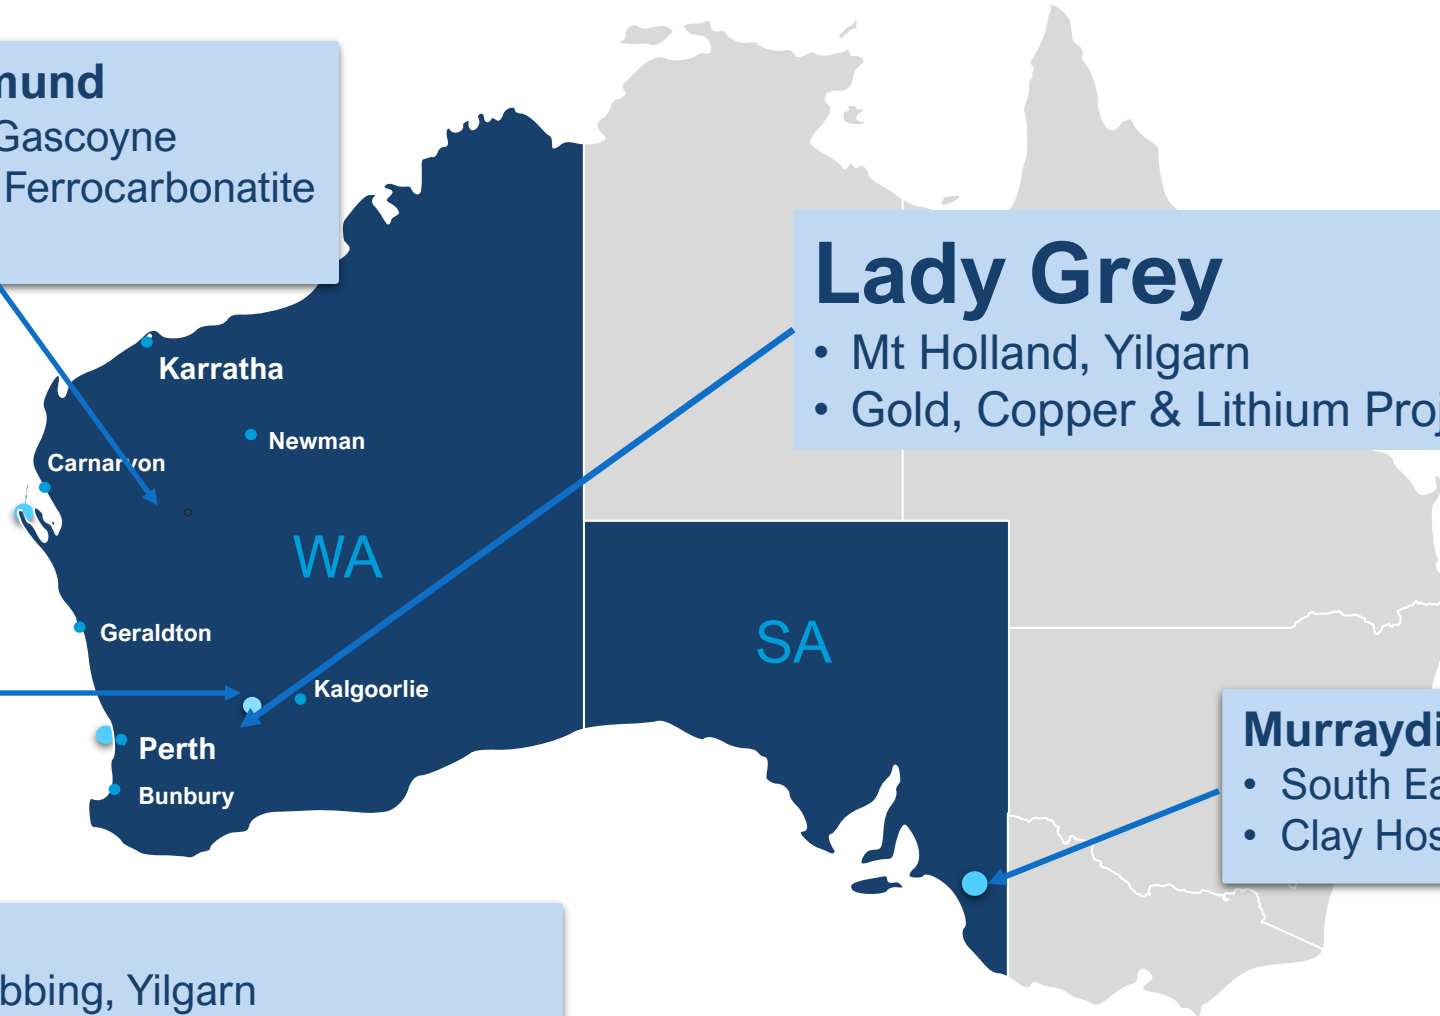 mund
Gascoyne
Ferrocarbonatite
Lady Grey
• Mt Holland, Yilgarn
• Gold, Copper & Lithium Proj
Karratha
Newman
Carnarvon
WA
Geraldton
SA
Kalgoorlie
Perth
Bunbury
Murraydi
• South Ea
• Clay Hos
bbing, Yilgarn